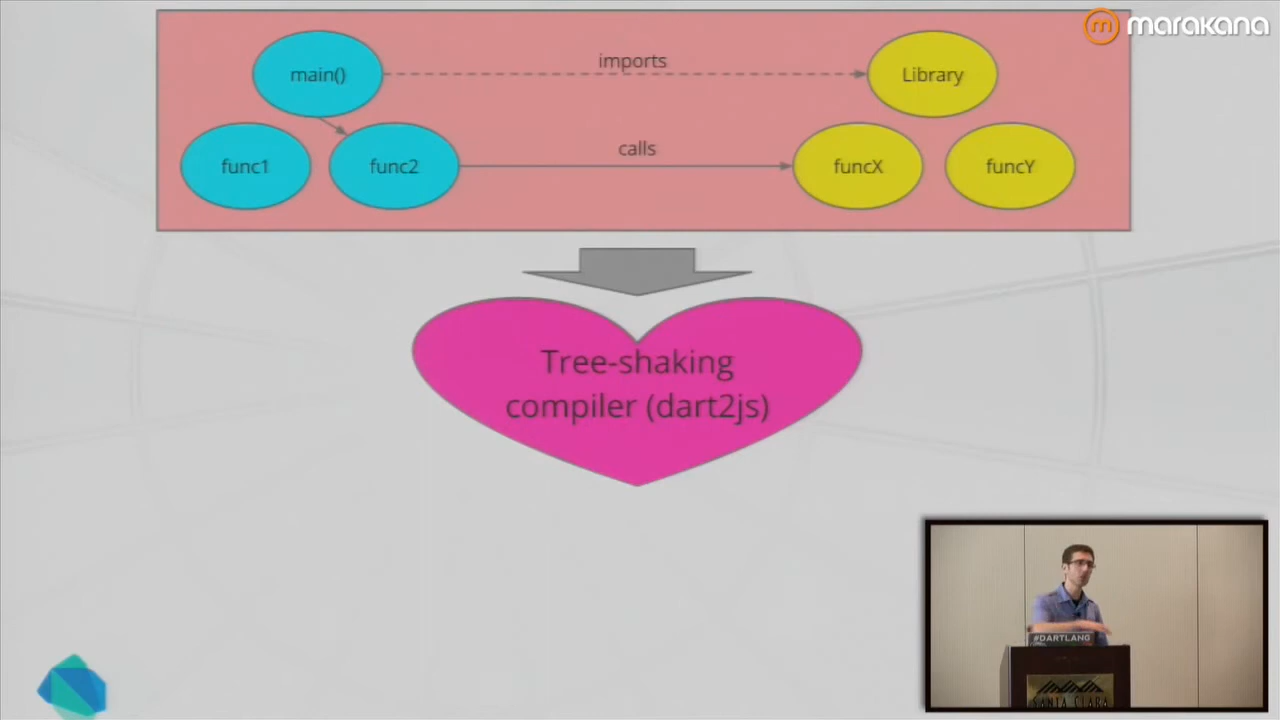 marakana
main()
imports
Library
func1
func2
calls
funcX
funcY
Tree-shaking
compiler (dart2js)
#DARTLANG
SANTA CLARA